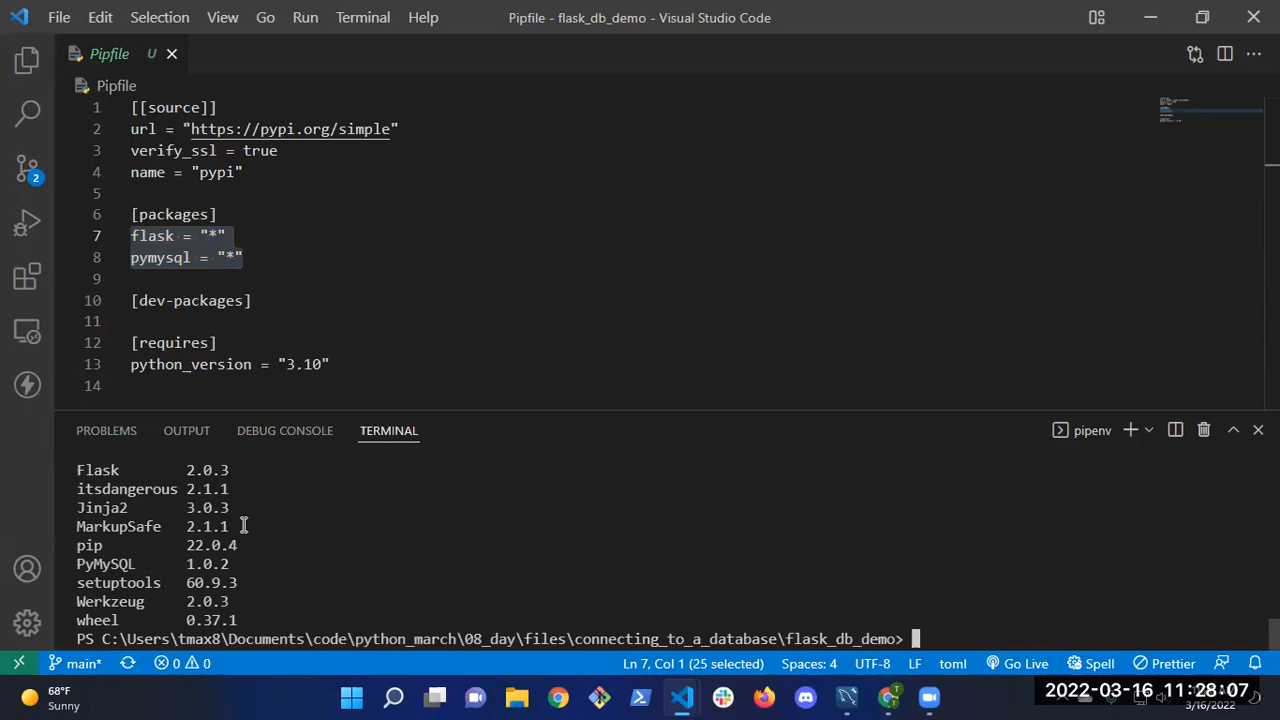 File Edit Selection View Go Run Terminal Help Pipfile - flask_db_demo - Visual Studio Code
Pipfile U
Pipfile
1 [[source]]
2 url = "https://pypi.org/simple"
3 verify_ssl = true
4 name = "pypi"
5
6 [packages]
7 flask = "*"
8 pymysql = "*"
9
10 [dev-packages]
11
12 [requires]
13 python_version = "3.10"
14
PROBLEMS OUTPUT DEBUG CONSOLE TERMINAL pipenv
Flask 2.0.3
itsdangerous 2.1.1
Jinja2 3.0.3
MarkupSafe 2.1.1
pip 22.0.4
PyMySQL 1.0.2
setuptools 60.9.3
Werkzeug 2.0.3
wheel 0.37.1
PS C:\Users\tmax8\Documents\code\python_march\08_day\files\connecting_to_a_database\flask_db_demo>
2
main* 0 0 Ln 7, Col 1 (25 selected) Spaces: 4 UTF-8 LF toml Go Live Spell Prettier
68°F
Sunny
2022-03-16 11:28:07
3/16/2022